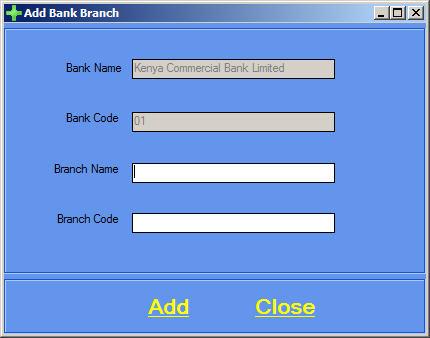 Add Bank Branch
Bank Name Kenya Commercial Bank Limited
Bank Code 01
Branch Name
Branch Code
Add Close